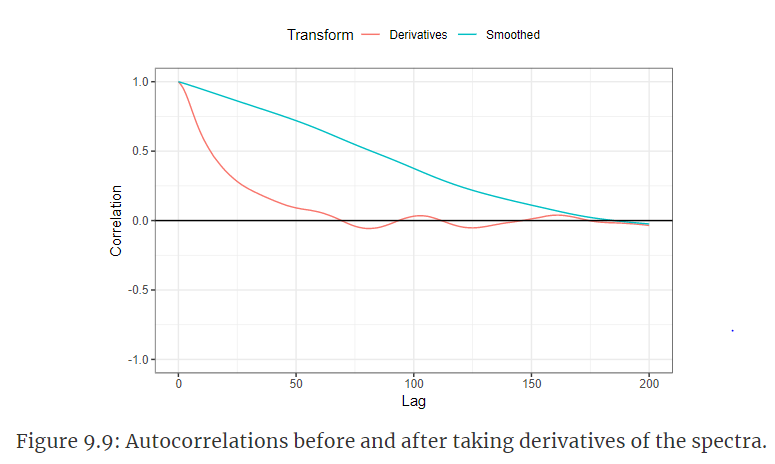 Transform Derivatives Smoothed
1.0
0.5
0.0
-0.5
-1.0
Correlation
0 50 100 150 200
Lag
Figure 9.9: Autocorrelations before and after taking derivatives of the spectra.